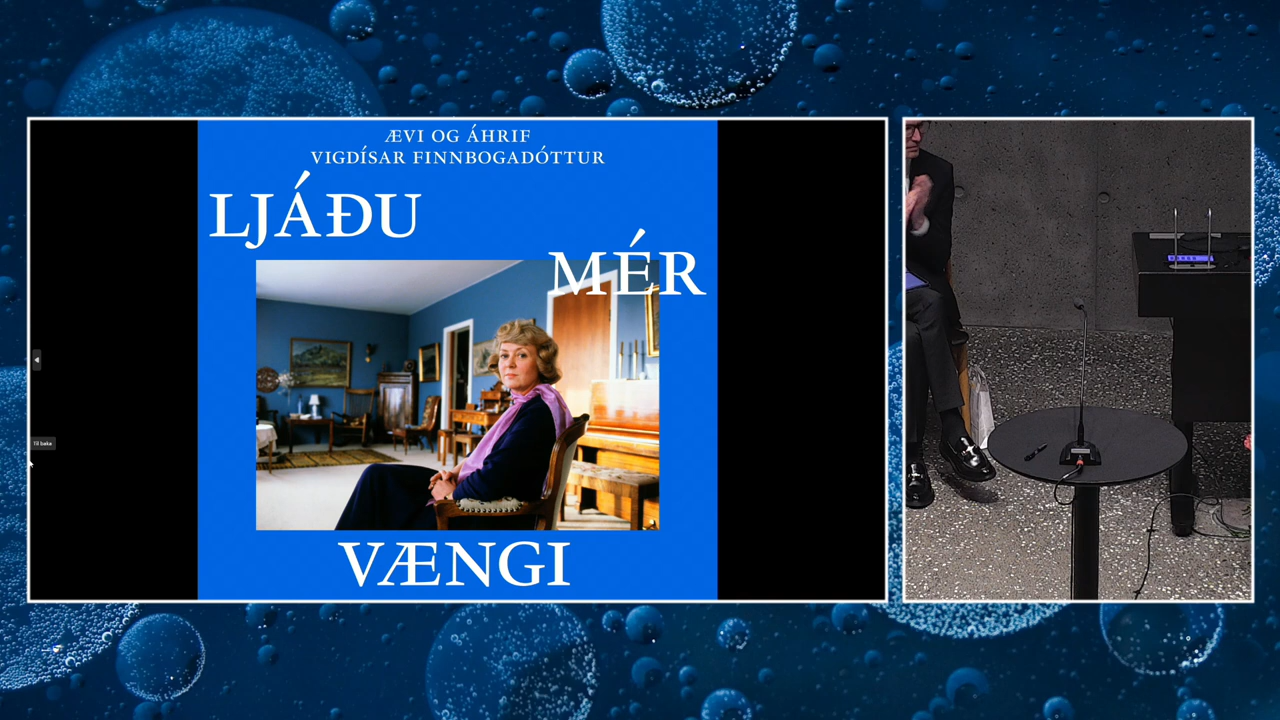 ÆVI OG ÁHRIF
VIGDÍSAR FINNBOGADÓTTUR
LJÁÐU
MÉR
VÆNGI
Til baka